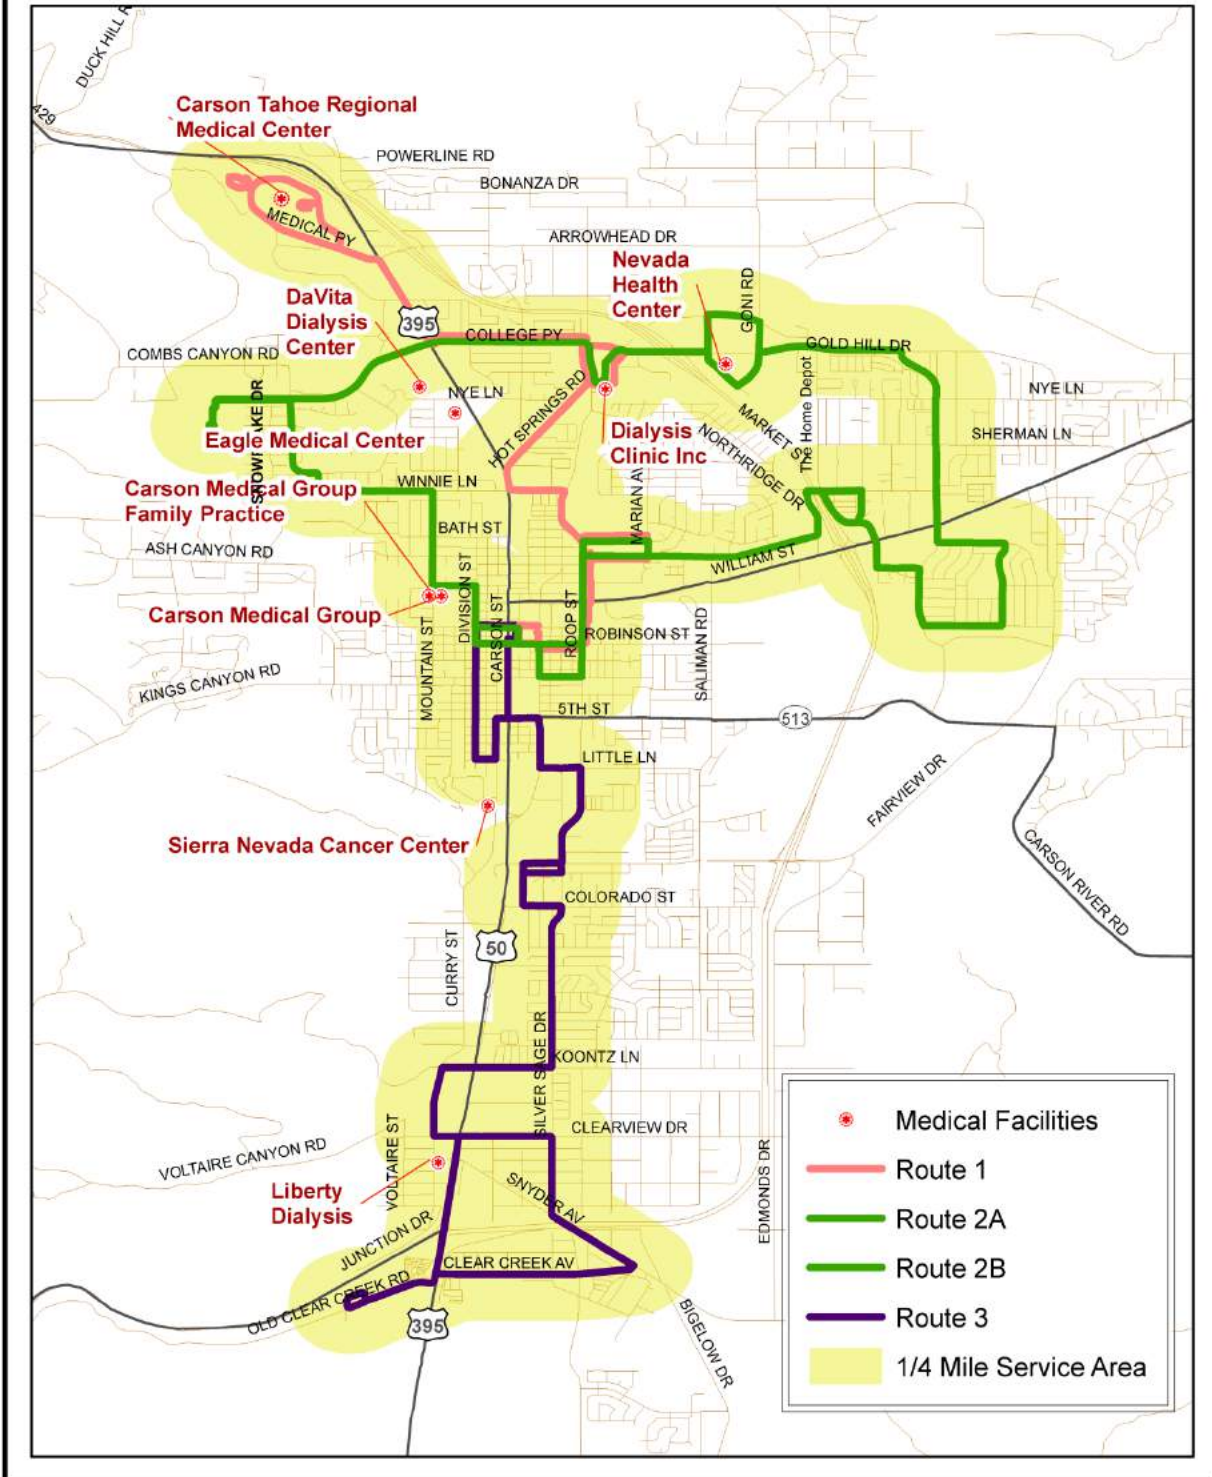 DUCK HILL R
429
Carson Tahoe Regional
Medical Center
POWERLINE RD
BONANZA DR
MEDICAL PY
ARROWHEAD DR
Nevada
Health
Center
GONI RD
DaVita
Dialysis
Center
395
COLLEGE PY
GOLD HILL DR
COMBS CANYON RD
The Home Depot
NYE LN
NYE LN
HOT SPRINGS RD
MARKET ST
SHERMAN LN
Eagle Medical Center
Dialysis
Clinic Inc
NORTHRIDGE DR
WINNIE LN
Carson Medical Group
Family Practice
BATH ST
MARIAN AV
ASH CANYON RD
WILLIAM ST
DIVISION ST
Carson Medical Group
CARSON ST
ROOP ST
ROBINSON ST
MOUNTAIN ST
SALIMAN RD
KINGS CANYON RD
5TH ST
513
LITTLE LN
FAIRVIEW DR
Sierra Nevada Cancer Center
CARSON RIVER RD
COLORADO ST
50
CURRY ST
SILVER SAGE DR
KOONTZ LN
CLEARVIEW DR
VOLTAIRE ST
VOLTAIRE CANYON RD
EDMONDS DR
Liberty
Dialysis
SNYDER AV
JUNCTION DR
CLEAR CREEK AV
OLD CLEAR CREEK RD
395
BIGELOW DR
Medical Facilities
Route 1
Route 2A
Route 2B
Route 3
1/4 Mile Service Area